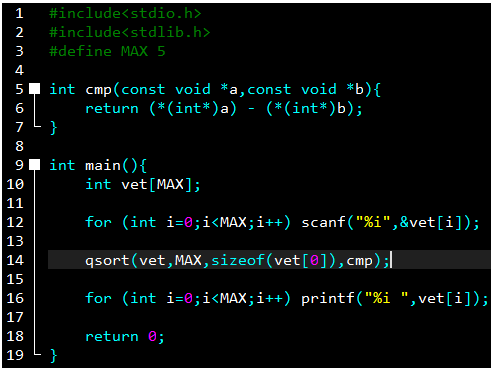 1 #include<stdio.h>
2 #include<stdlib.h>
3 #define MAX 5
4
5 int cmp(const void *a,const void *b){
6     return (*(int*)a) - (*(int*)b);
7 }
8
9 int main(){
10     int vet[MAX];
11
12     for (int i=0;i<MAX;i++) scanf("%i",&vet[i]);
13
14     qsort(vet,MAX,sizeof(vet[0]),cmp);
15
16     for (int i=0;i<MAX;i++) printf("%i ",vet[i]);
17
18     return 0;
19 }